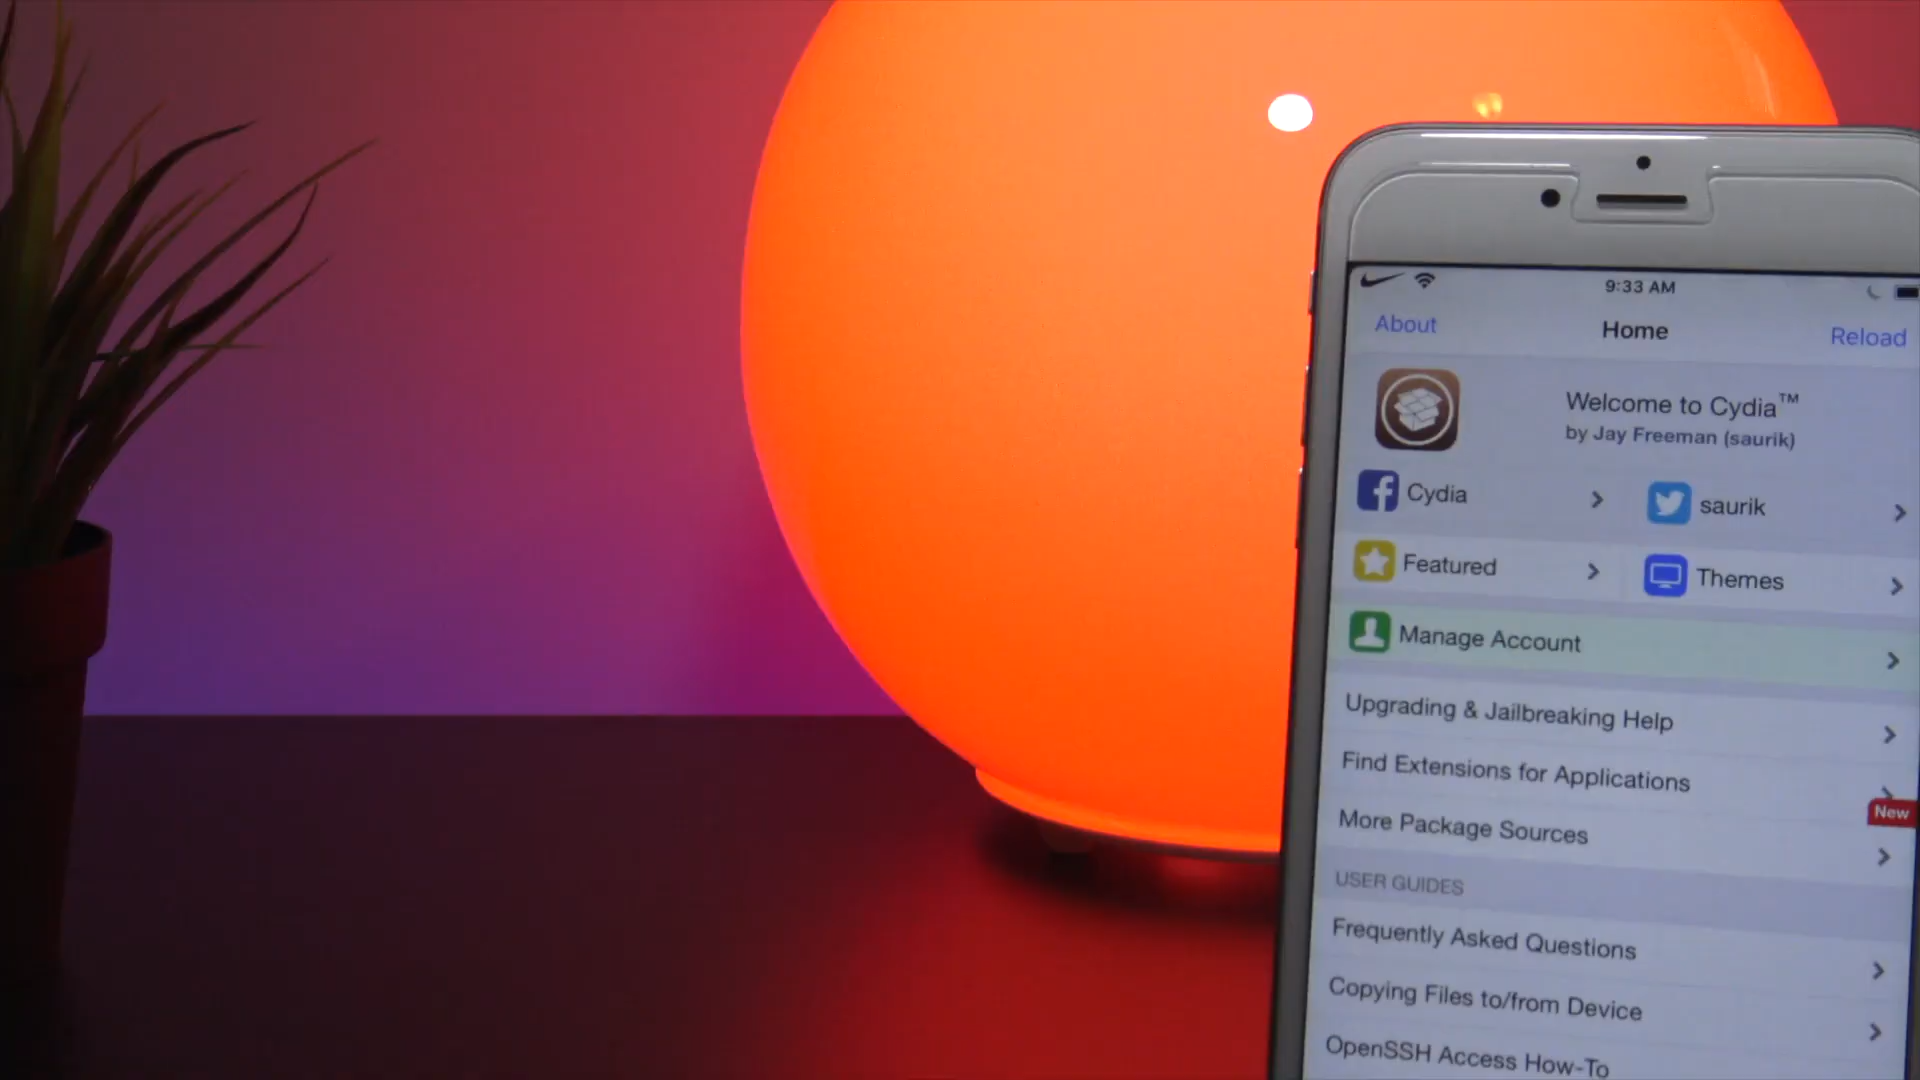 9:33 AM
About Home Reload
Welcome to Cydia™
by Jay Freeman (saurik)
Cydia saurik
Featured Themes
Manage Account
Upgrading & Jailbreaking Help
Find Extensions for Applications
New
More Package Sources
USER GUIDES
Frequently Asked Questions
Copying Files to/from Device
OpenSSH Access How-To